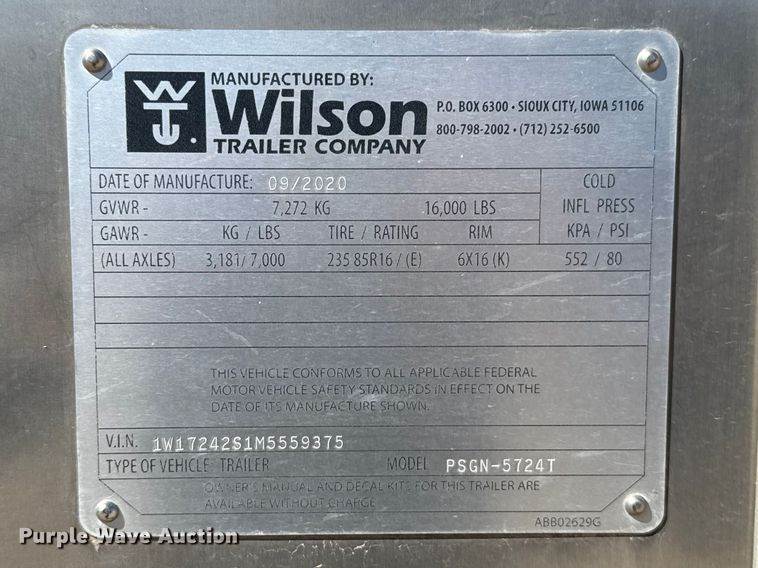 MANUFACTURED BY:
WT
Wilson
TRAILER COMPANY
P.O. BOX 6300 • SIOUX CITY, IOWA 51106
800-798-2002 • (712) 252-6500
DATE OF MANUFACTURE: 09/2020
COLD
GVWR - 7,272 KG 16,000 LBS
INFL PRESS
GAWR - KG / LBS TIRE / RATING RIM
KPA / PSI
(ALL AXLES) 3,181/ 7,000 235 85R16 / (E) 6X16 (K) 552 / 80
THIS VEHICLE CONFORMS TO ALL APPLICABLE FEDERAL
MOTOR VEHICLE SAFETY STANDARDS IN EFFECT ON THE
DATE OF ITS MANUFACTURE SHOWN.
V.I.N. 1W17242S1M5559375
TYPE OF VEHICLE TRAILER MODEL PSGN-5724T
OWNER'S MANUAL AND DECAL KITS FOR THIS TRAILER ARE
AVAILABLE WITHOUT CHARGE
ABB02629G
Purple Wave Auction